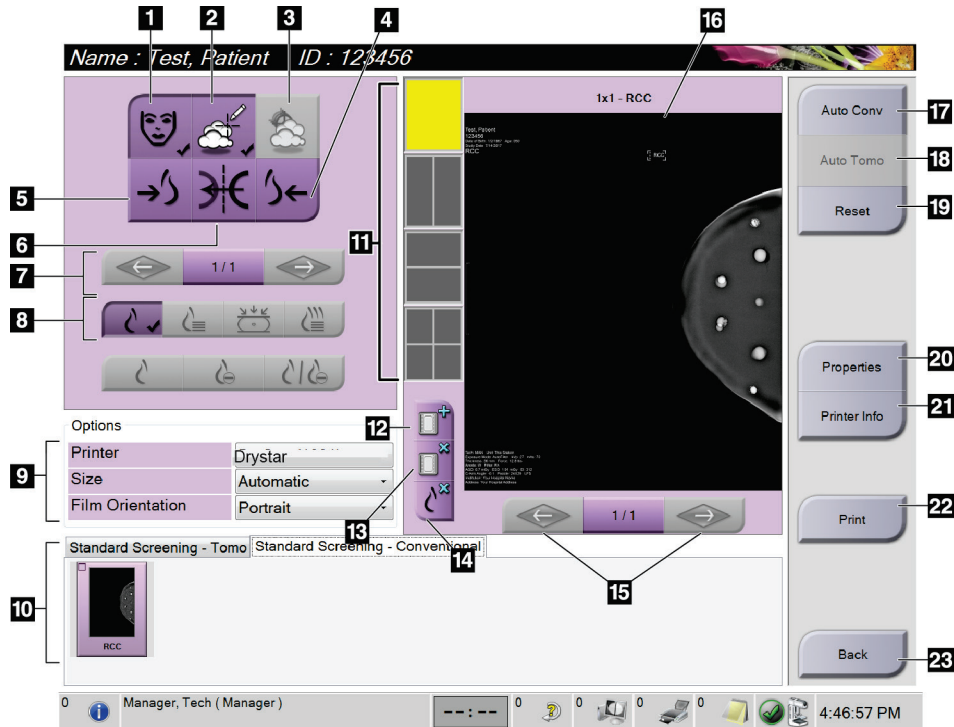 1 2 3 4 16
Name : Test, Patient ID : 123456
1x1 - RCC
Test, Patient
123456
RCC
RCC
Auto Conv 17
Auto Tomo 18
Reset 19
5
6
7
1 / 1
8
11
Properties 20
Printer Info 21
12
13
14
Options
9
Printer Drystar
Size Automatic
Film Orientation Portrait
1 / 1
15
Print 22
Standard Screening - Tomo Standard Screening - Conventional
10
RCC
Back 23
0 Manager, Tech ( Manager ) --:-- 0 0 0 0 4:46:57 PM